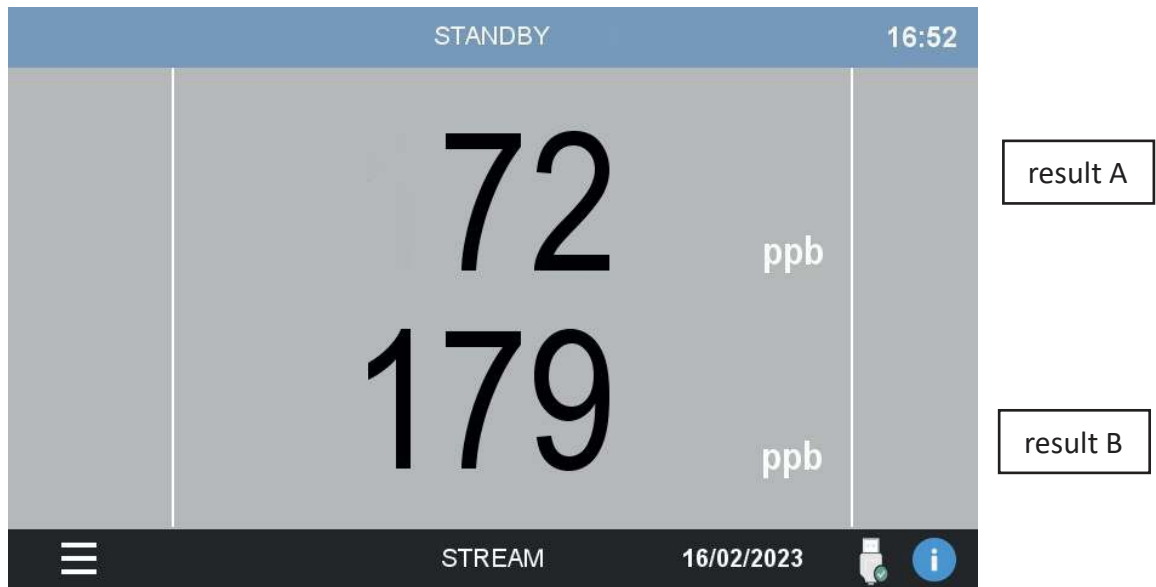 STANDBY 16:52
72 ppb
result A
179 ppb
result B
STREAM 16/02/2023 i